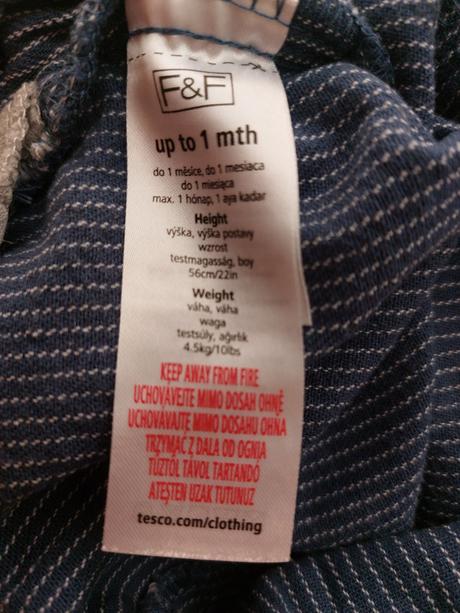 F&F
up to 1 mth
do 1 měsíce, do 1 mesiaca
do 1 miesiąca
max. 1 hónap, 1 aya kadar
Height
výška, výška postavy
wzrost
testmagasság, boy
56cm/22in
Weight
váha, váha
waga
testsúly, ağırlık
4.5kg/10lbs
KEEP AWAY FROM FIRE
UCHOVÁVEJTE MIMO DOSAH OHNĚ
UCHOVÁVAJTE MIMO DOSAHU OHŇA
TRZYMAĆ Z DALA OD OGNIA
TŰZTŐL TÁVOL TARTANDÓ
ATEŞTEN UZAK TUTUNUZ
tesco.com/clothing